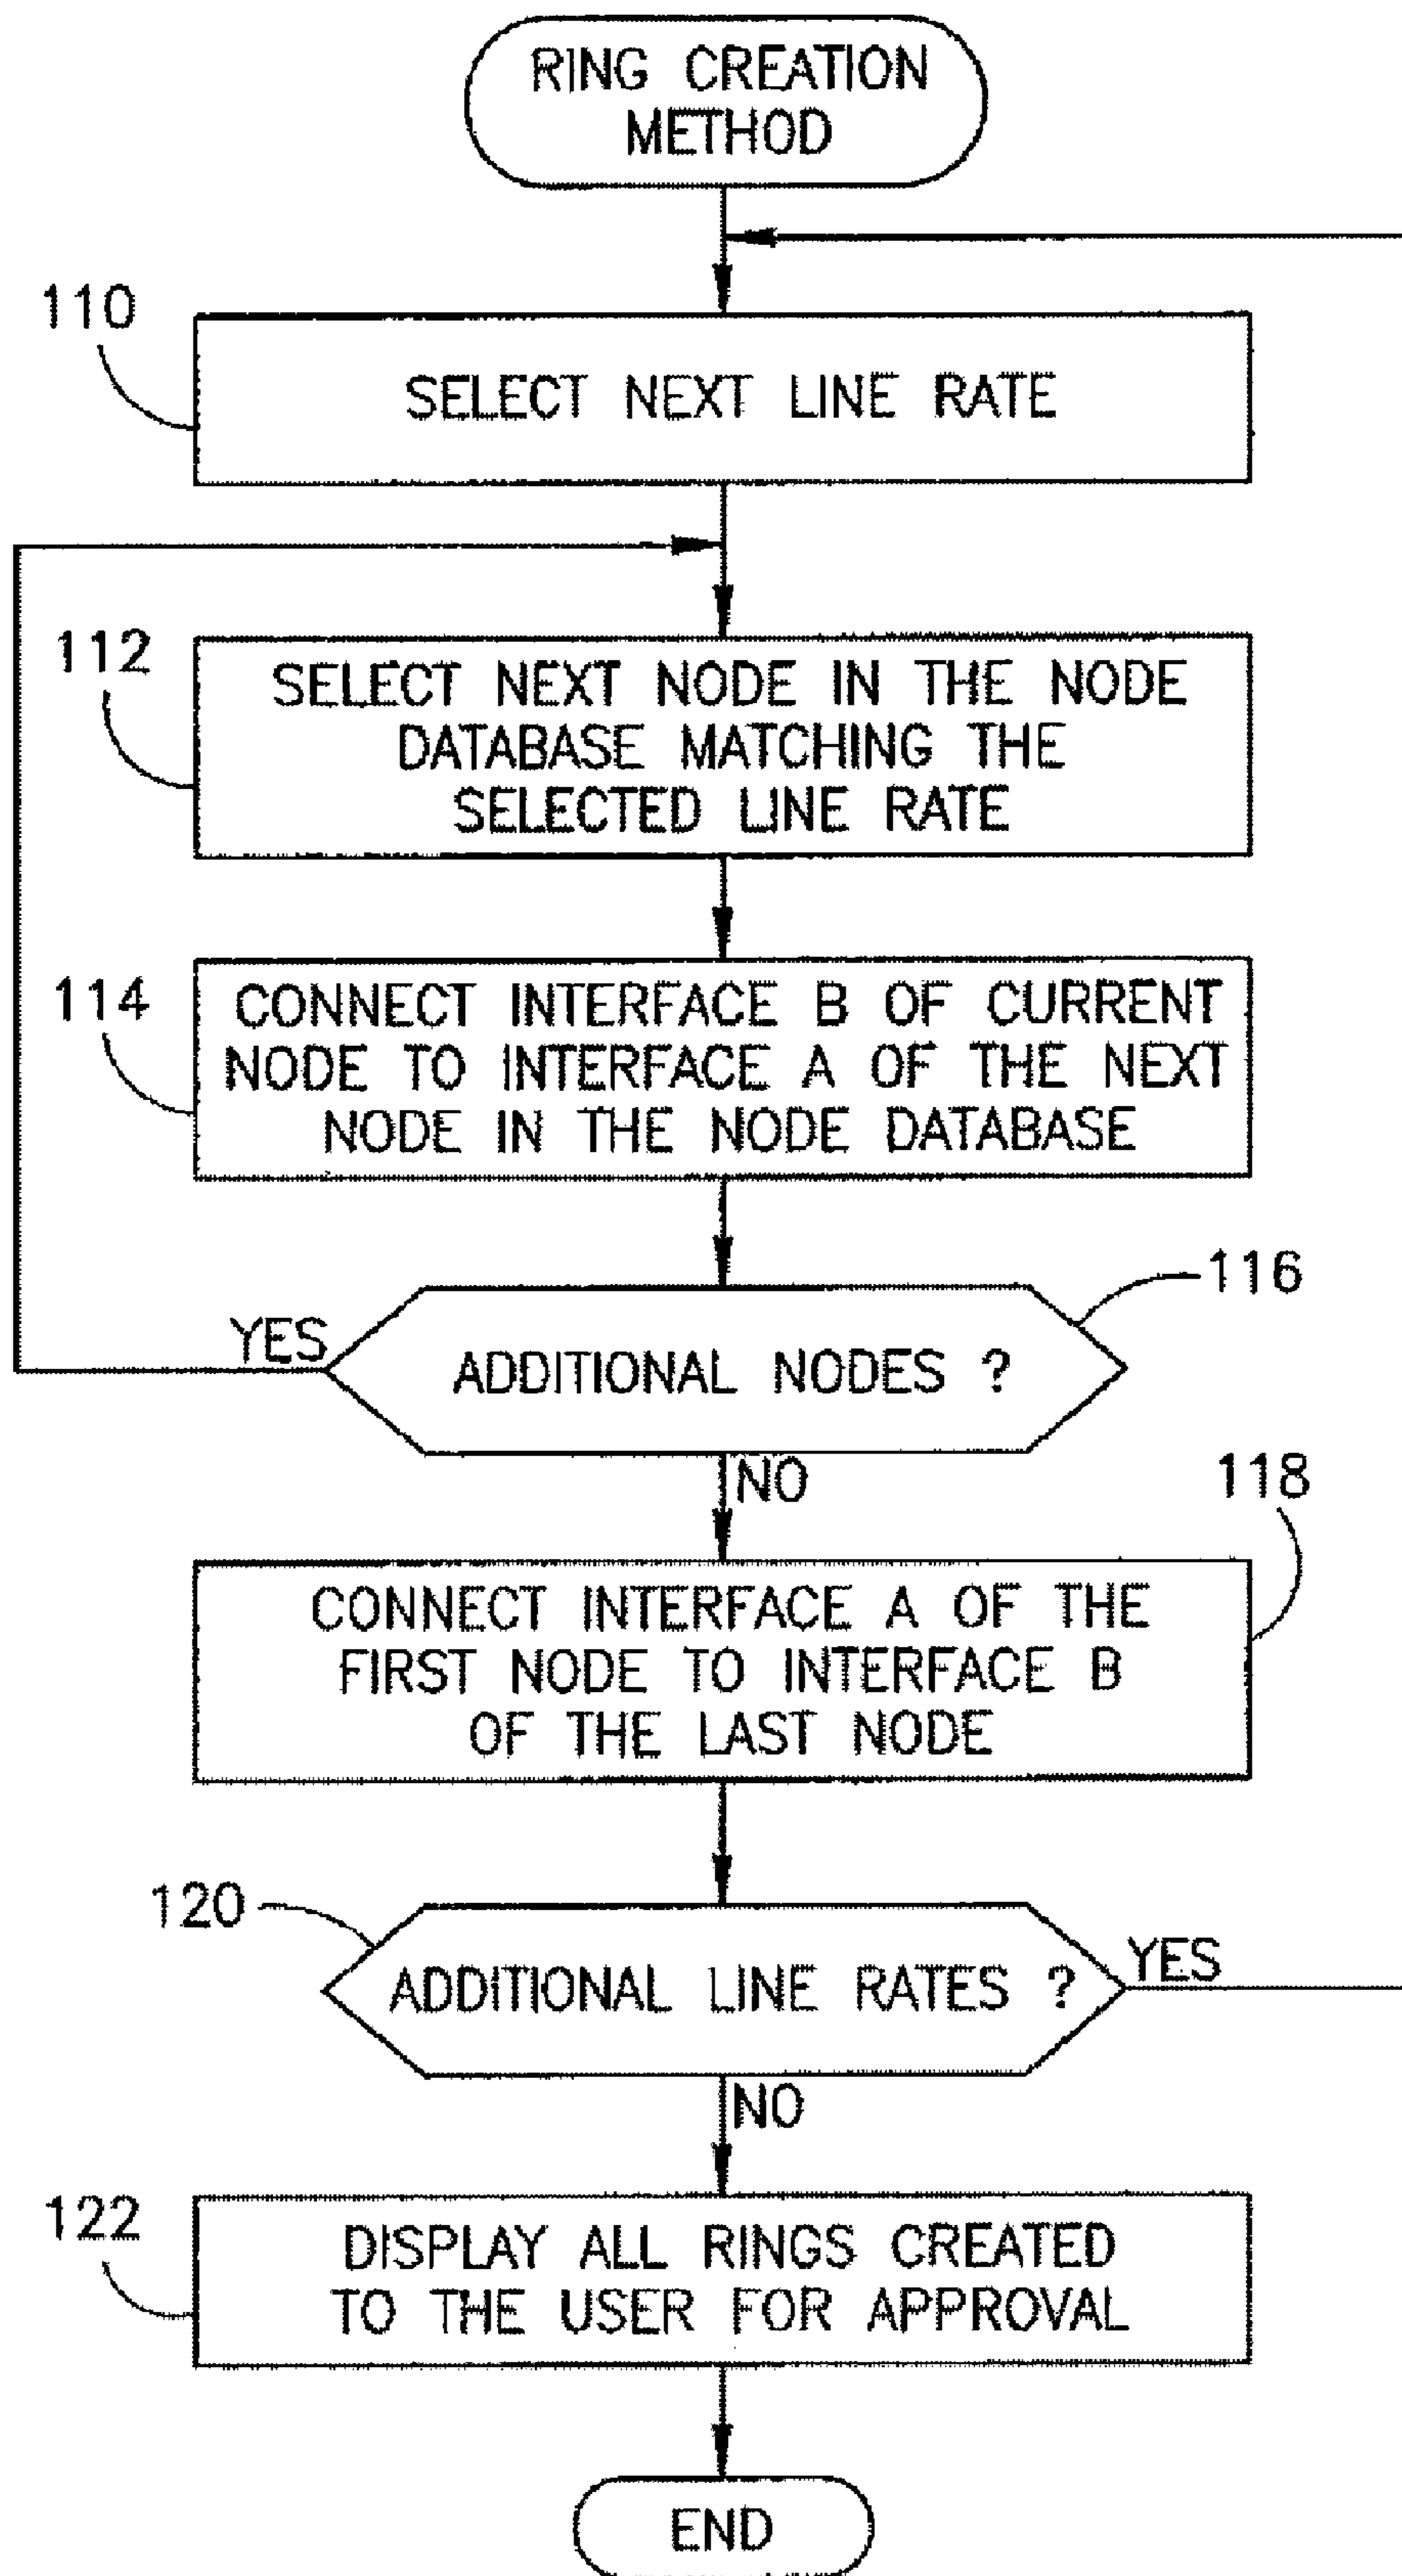 RING CREATION
METHOD
110
SELECT NEXT LINE RATE
112
SELECT NEXT NODE IN THE NODE
DATABASE MATCHING THE
SELECTED LINE RATE
114
CONNECT INTERFACE B OF CURRENT
NODE TO INTERFACE A OF THE NEXT
NODE IN THE NODE DATABASE
116
YES
ADDITIONAL NODES ?
NO
118
CONNECT INTERFACE A OF THE
FIRST NODE TO INTERFACE B
OF THE LAST NODE
120
ADDITIONAL LINE RATES ?
YES
NO
122
DISPLAY ALL RINGS CREATED
TO THE USER FOR APPROVAL
END